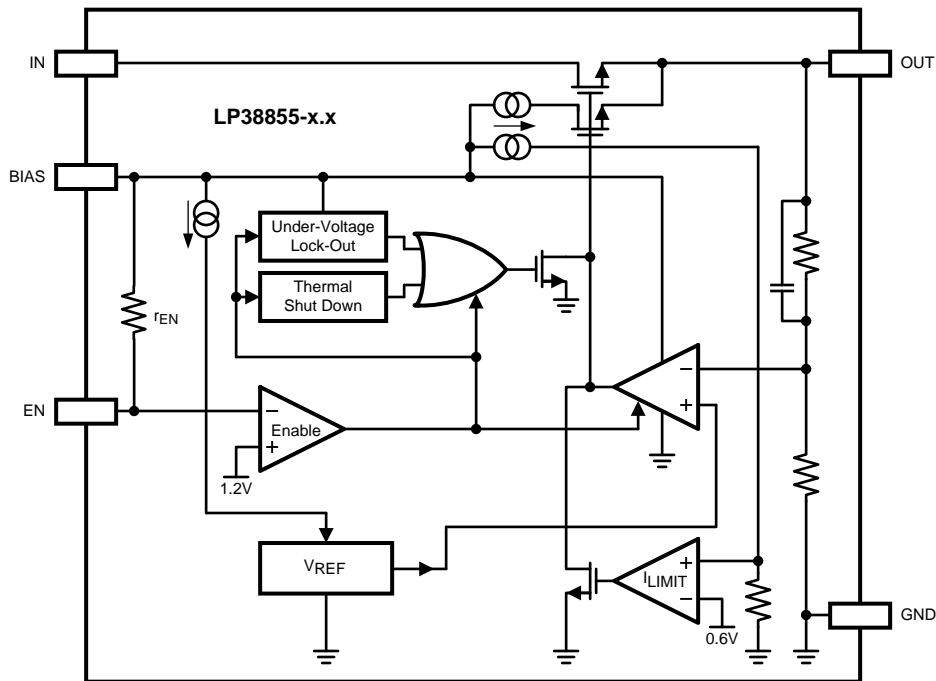 IN
OUT
LP38855-x.x
BIAS
Under-Voltage
Lock-Out
Thermal
Shut Down
rEN
EN
−
Enable
+
1.2V
−
+
VREF
+
ILIMIT
−
0.6V
GND